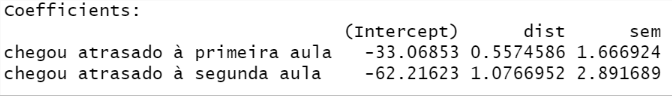 Coefficients:
(Intercept) dist sem
chegou atrasado à primeira aula -33.06853 0.5574586 1.666924
chegou atrasado à segunda aula -62.21623 1.0766952 2.891689